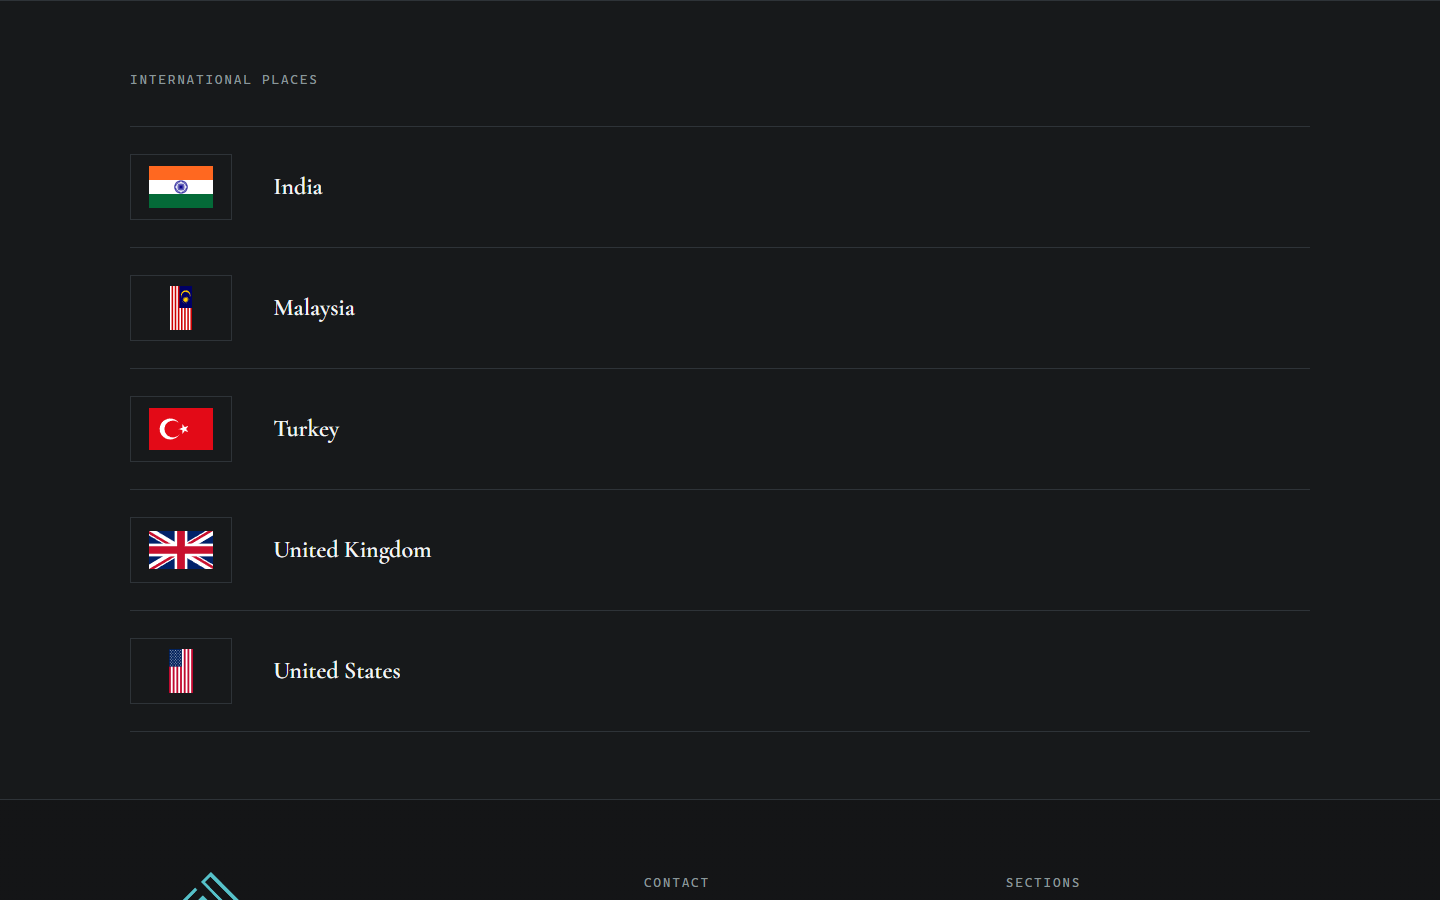 INTERNATIONAL PLACES
India
Malaysia
Turkey
United Kingdom
United States
CONTACT
SECTIONS